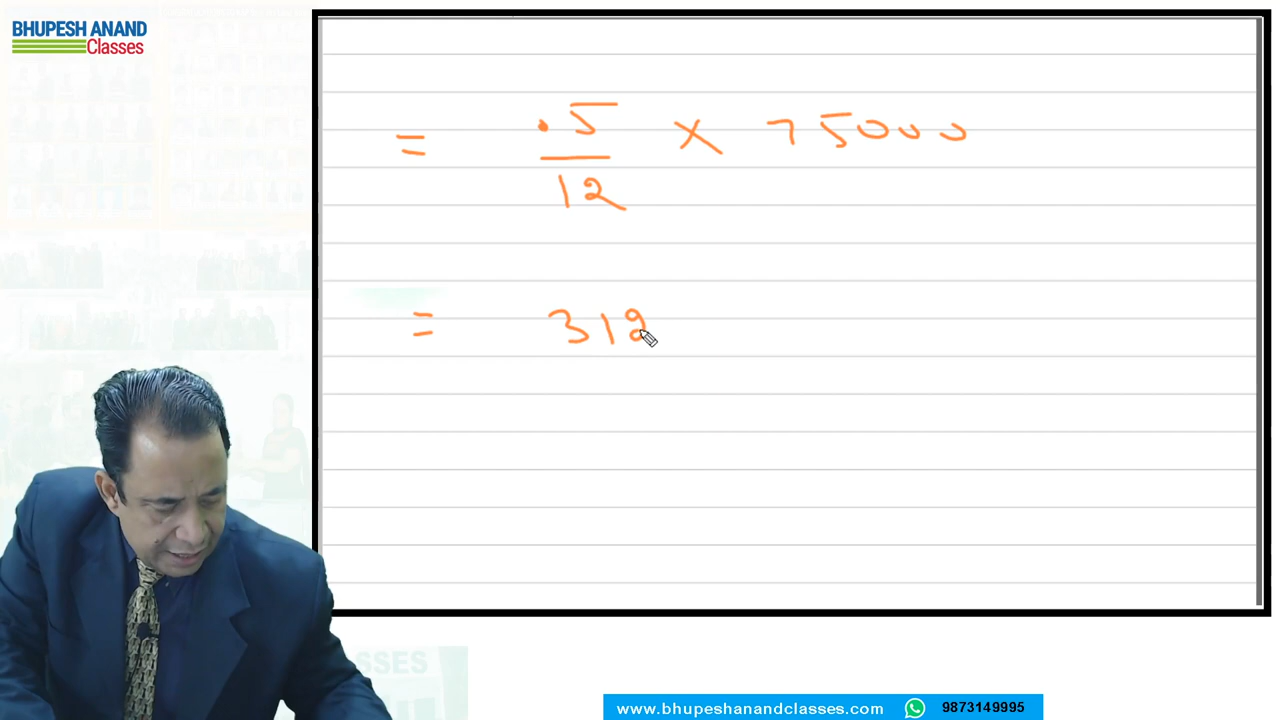 BHUPESH ANAND
Classes
= .5/12 × 75000
= 312
www.bhupeshanandclasses.com 9873149995